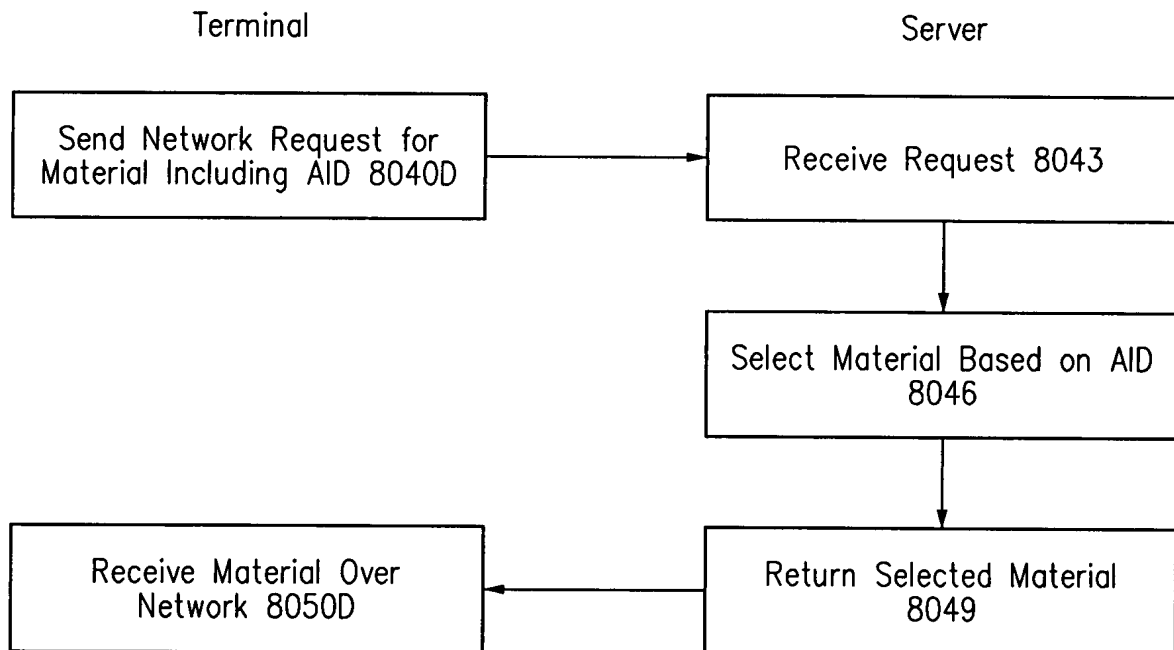 Terminal
Server
Send Network Request for
Material Including AID 8040D
Receive Request 8043
Select Material Based on AID
8046
Receive Material Over
Network 8050D
Return Selected Material
8049